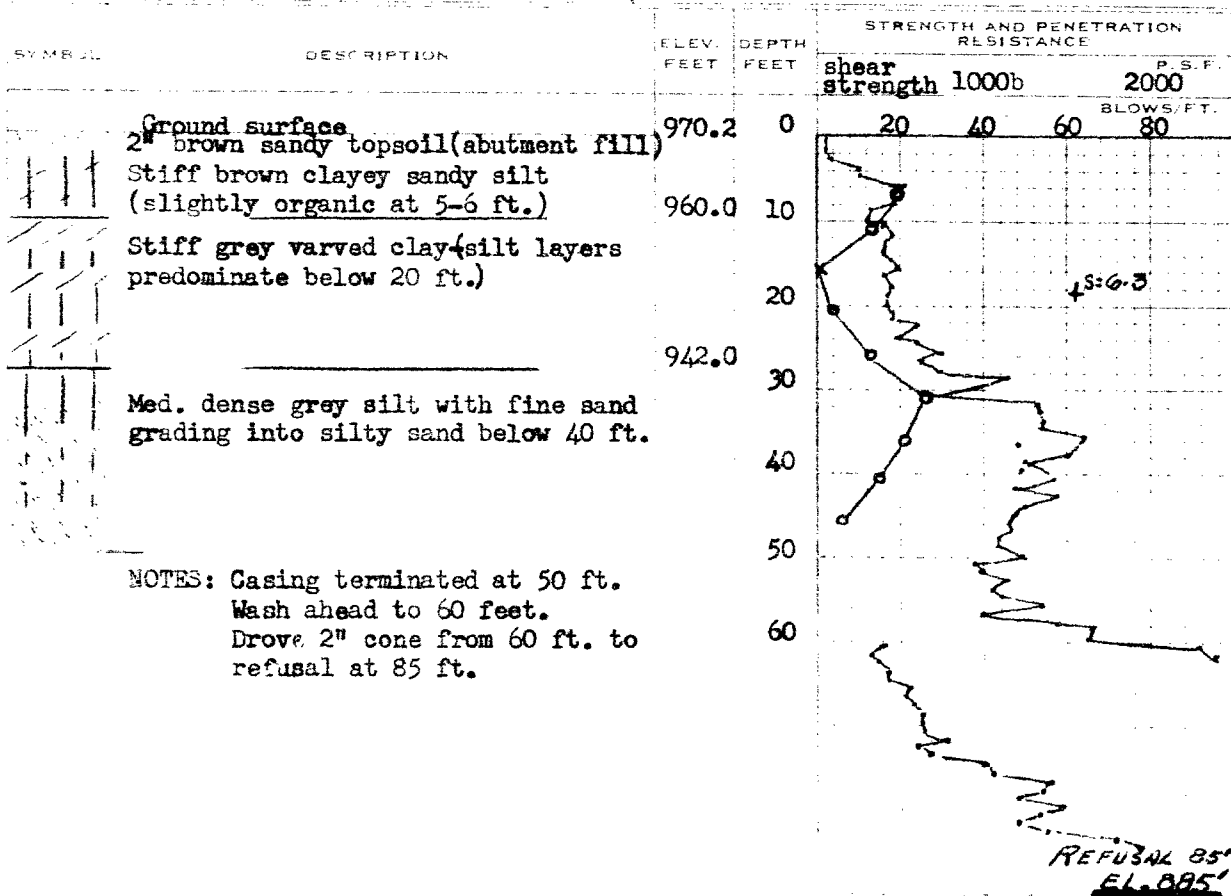 SYMBOL DESCRIPTION ELEV. FEET DEPTH FEET STRENGTH AND PENETRATION RESISTANCE
shear strength 1000b 2000 P.S.F.
BLOWS/FT.
20 40 60 80
Ground surface 970.2 0
2" brown sandy topsoil(abutment fill)
Stiff brown clayey sandy silt
(slightly organic at 5-6 ft.) 960.0 10
Stiff grey varved clay(silt layers
predominate below 20 ft.)
20
S=6.3
942.0
30
Med. dense grey silt with fine sand
grading into silty sand below 40 ft.
40
50
NOTES: Casing terminated at 50 ft.
Wash ahead to 60 feet.
Drove 2" cone from 60 ft. to
refusal at 85 ft.
60
REFUSAL 85'
EL. 885'